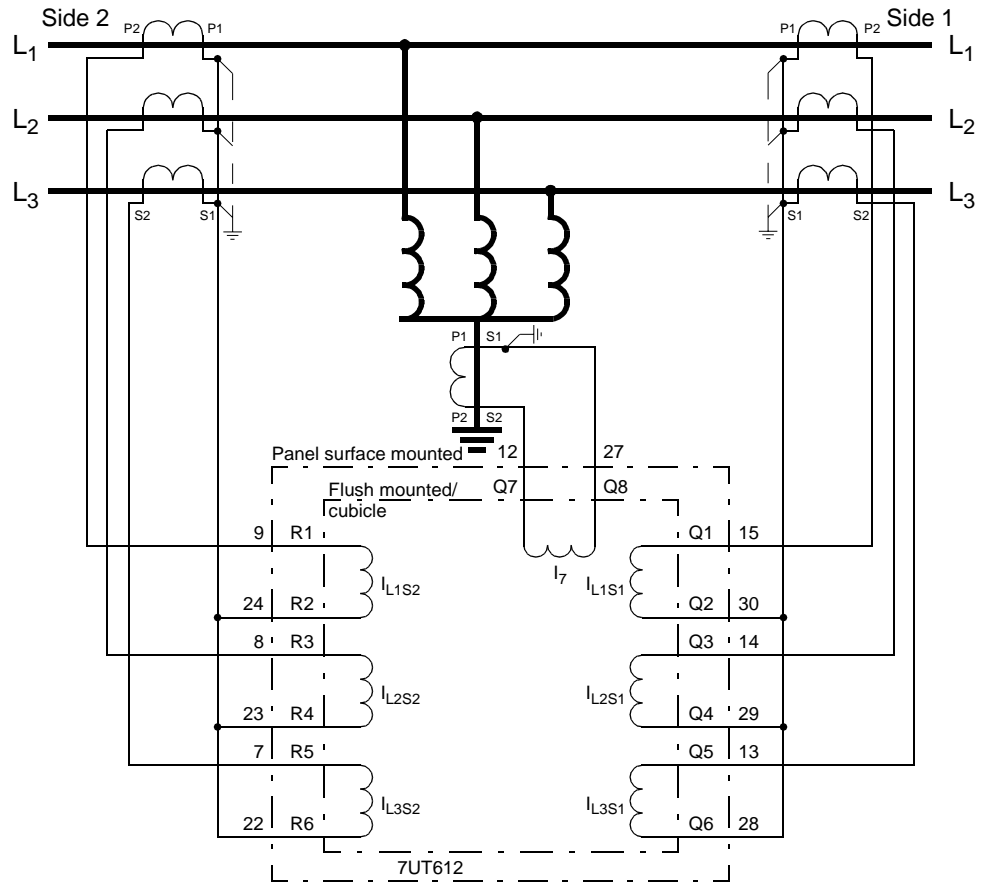 Side 2 Side 1
P2 P1 P1 P2
L1 L1
L2 L2
L3 L3
S2 S1 S1 S2
P1 S1
P2 S2
Panel surface mounted 12 27
Flush mounted/ Q7 Q8
cubicle
9 R1 Q1 15
I7
IL1S2 IL1S1
24 R2 Q2 30
8 R3 Q3 14
IL2S2 IL2S1
23 R4 Q4 29
7 R5 Q5 13
IL3S2 IL3S1
22 R6 Q6 28
7UT612